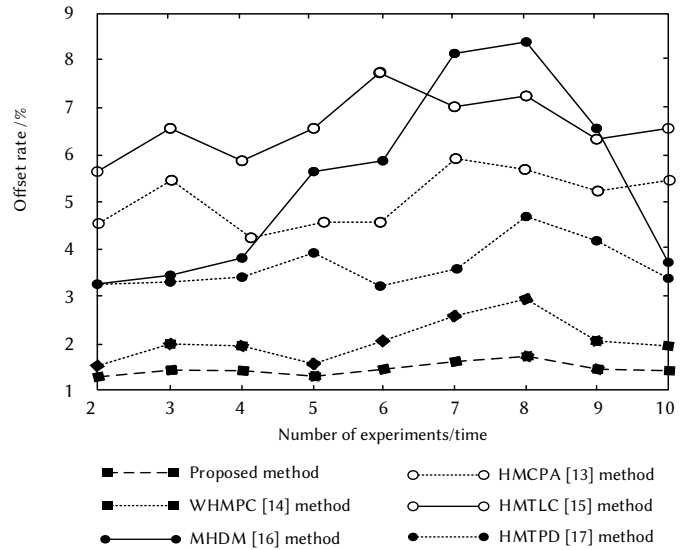 9
8
7
6
5
4
3
2
1
Offset rate / %
2 3 4 5 6 7 8 9 10
Number of experiments/time
Proposed method
HMCPA [13] method
WHMPC [14] method
HMTLC [15] method
MHDM [16] method
HMTPD [17] method